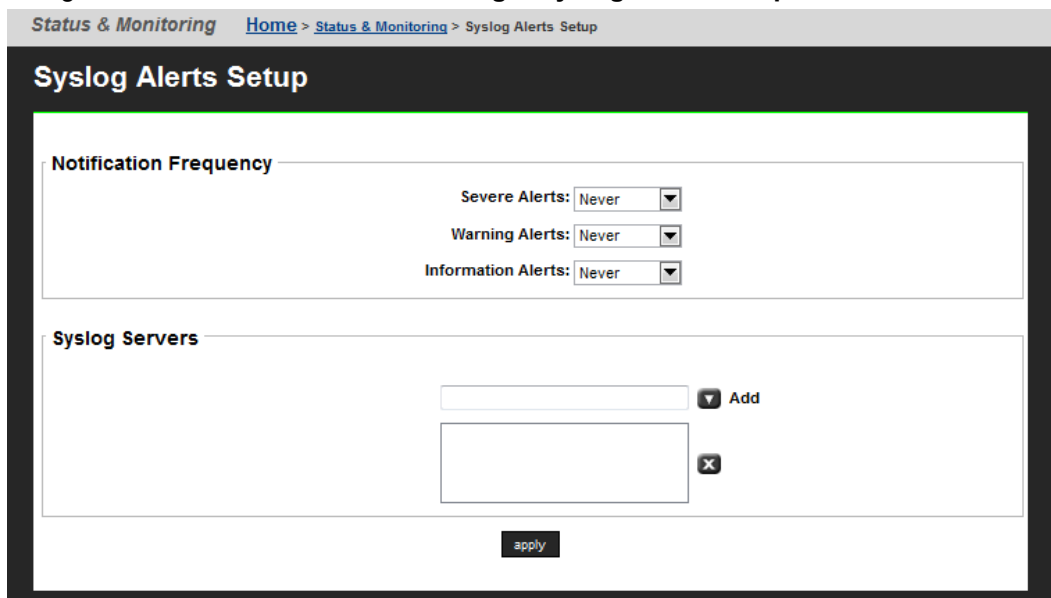 Status & Monitoring Home > Status & Monitoring > Syslog Alerts Setup
Syslog Alerts Setup
Notification Frequency
Severe Alerts: Never
Warning Alerts: Never
Information Alerts: Never
Syslog Servers
Add
apply